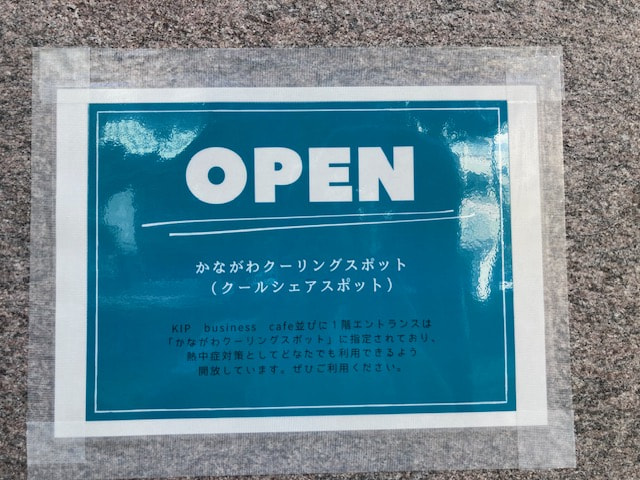 OPEN
かながわクーリングスポット
（クールシェアスポット）
KIP　business　cafe並びに１階エントランスは
「かながわクーリングスポット」に指定されており、
熱中症対策としてどなたでも利用できるよう
開放しています。ぜひご利用ください。